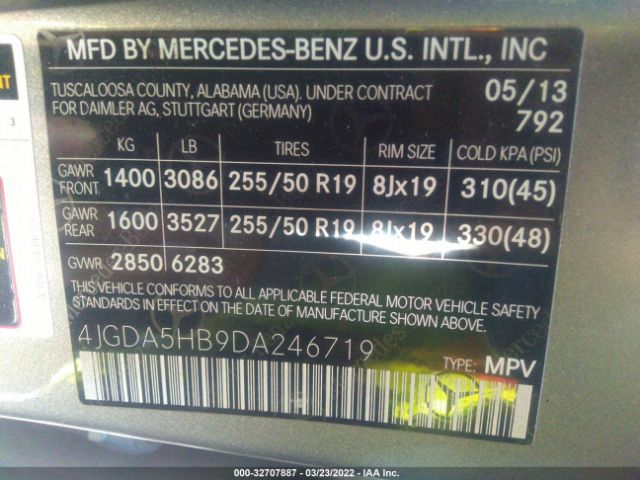 MFD BY MERCEDES-BENZ U.S. INTL., INC
TUSCALOOSA COUNTY, ALABAMA (USA), UNDER CONTRACT
FOR DAIMLER AG, STUTTGART (GERMANY)
05/13
792
KG LB TIRES RIM SIZE COLD KPA (PSI)
GAWR FRONT 1400 3086 255/50 R19 8Jx19 310(45)
GAWR REAR 1600 3527 255/50 R19 8Jx19 330(48)
GVWR 2850 6283
THIS VEHICLE CONFORMS TO ALL APPLICABLE FEDERAL MOTOR VEHICLE SAFETY
STANDARDS IN EFFECT ON THE DATE OF MANUFACTURE SHOWN ABOVE.
4JGDA5HB9DA246719
TYPE: MPV
3
000-32707887 - 03/23/2022 - IAA Inc.